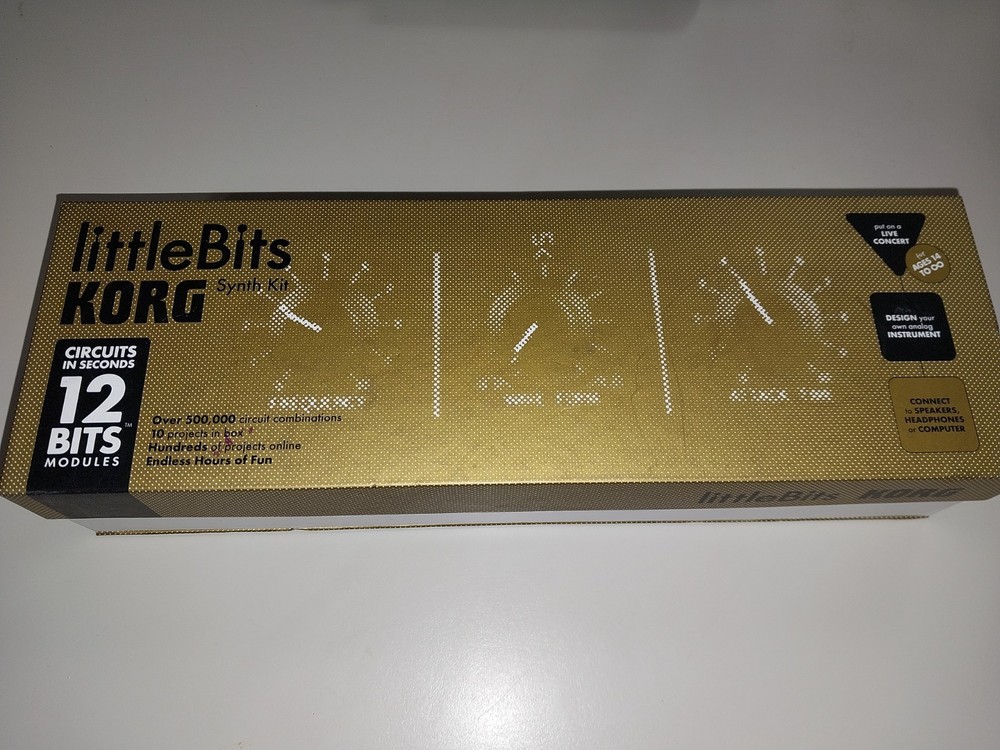 littleBits
KORG Synth Kit
CIRCUITS
IN SECONDS
12
BITS™
MODULES
Over 500,000 circuit combinations
10 projects in box
Hundreds of projects online
Endless Hours of Fun
put on a
LIVE
CONCERT
for
AGES 14
TO ∞
DESIGN your
own analog
INSTRUMENT
CONNECT
to SPEAKERS,
HEADPHONES
or COMPUTER
littleBits KORG